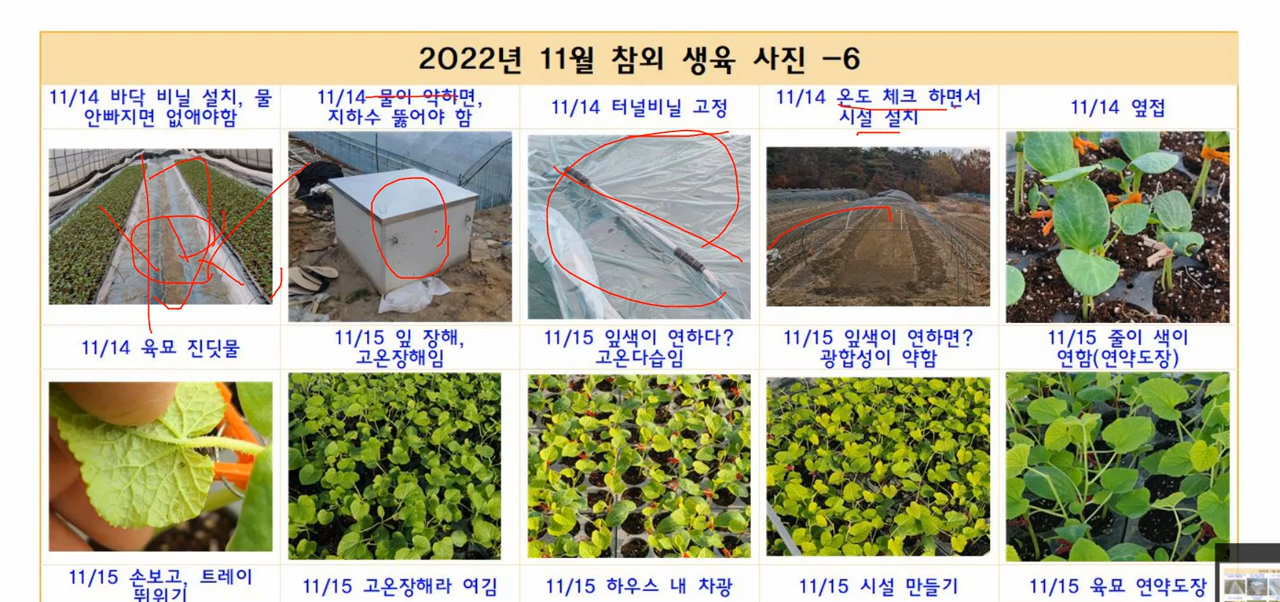 2022년 11월 참외 생육 사진 -6
11/14 바닥 비닐 설치, 물
안빠지면 없애야함
11/14 물이 약하면,
지하수 뚫어야 함
11/14 터널비닐 고정
11/14 온도 체크 하면서
시설 설치
11/14 옆접
11/14 육묘 진딧물
11/15 잎 장해,
고온장해임
11/15 잎색이 연하다?
고온다습임
11/15 잎색이 연하면?
광합성이 약함
11/15 줄이 색이
연함(연약도장)
11/15 손보고, 트레이
뛰위기
11/15 고온장해라 여김
11/15 하우스 내 차광
11/15 시설 만들기
11/15 육묘 연약도장